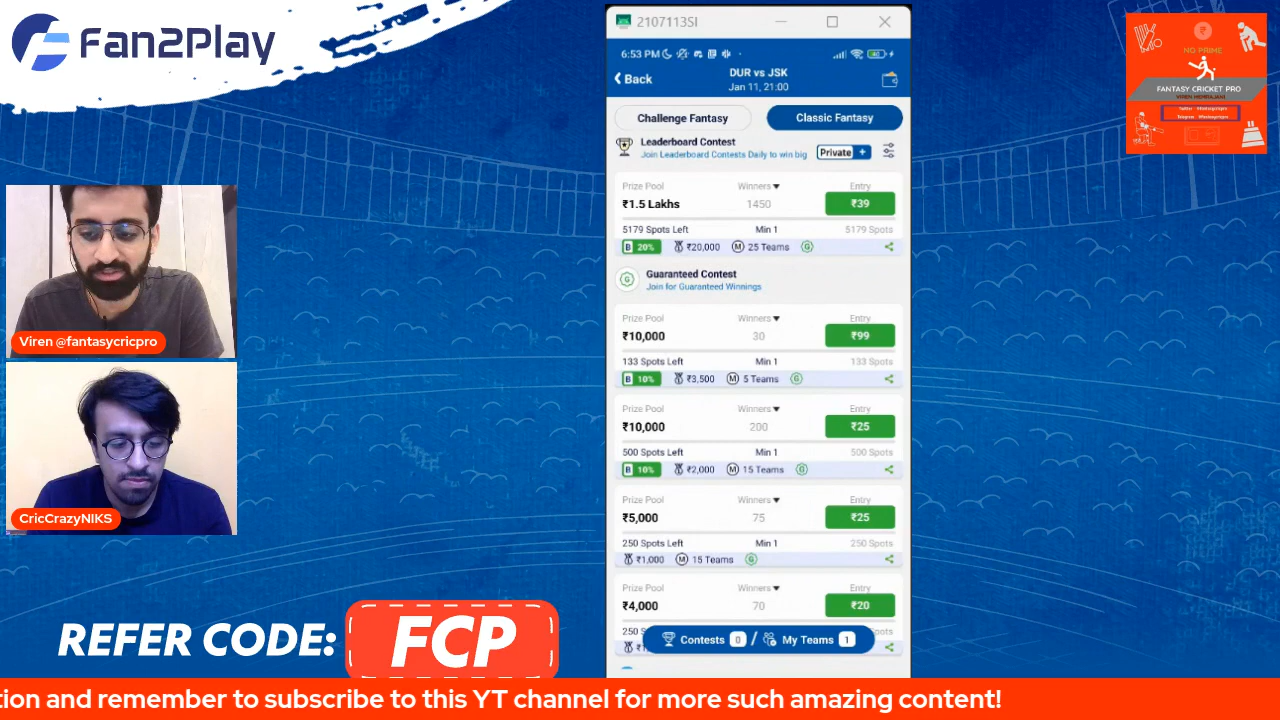 Fan2Play
2107113SI
6:53 PM
Back
DUR vs JSK
Jan 11, 21:00
Challenge Fantasy
Classic Fantasy
Leaderboard Contest
Join Leaderboard Contests Daily to win big
Private +
Prize Pool Winners Entry
₹1.5 Lakhs 1450 ₹39
5179 Spots Left Min 1 5179 Spots
B 20% ₹20,000 M 25 Teams G
G Guaranteed Contest
Join for Guaranteed Winnings
Prize Pool Winners Entry
₹10,000 30 ₹99
133 Spots Left Min 1 133 Spots
B 10% ₹3,500 M 5 Teams G
Prize Pool Winners Entry
₹10,000 200 ₹25
500 Spots Left Min 1 500 Spots
B 10% ₹2,000 M 15 Teams G
Prize Pool Winners Entry
₹5,000 75 ₹25
250 Spots Left Min 1 250 Spots
₹1,000 M 15 Teams G
Prize Pool Winners Entry
₹4,000 70 ₹20
250
Contests 0 / My Teams 1
NO PRIME
FANTASY CRICKET PRO
Viren @fantasycricpro
CricCrazyNIKS
REFER CODE: FCP
tion and remember to subscribe to this YT channel for more such amazing content!